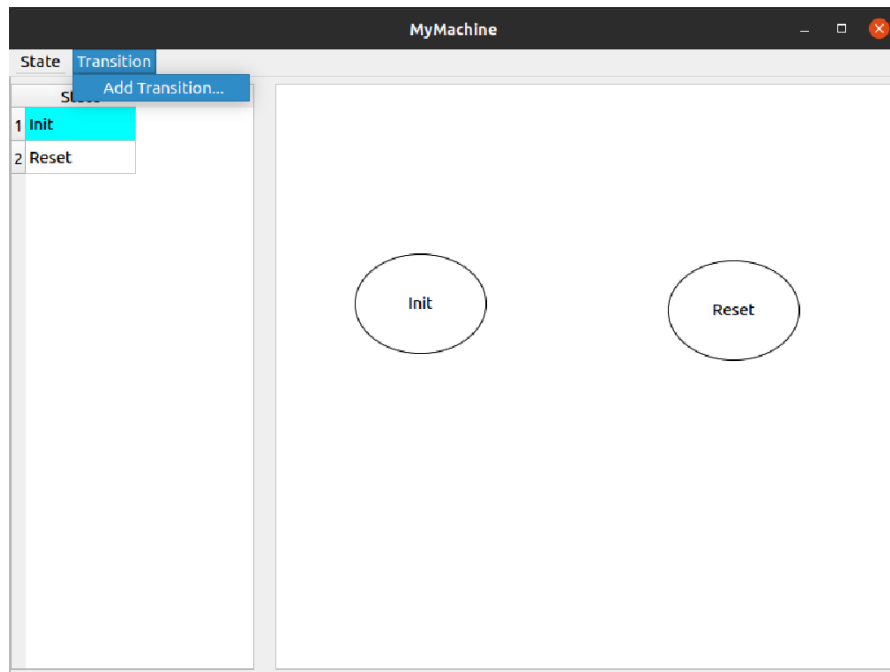 MyMachine
State Transition
Add Transition...
1 Init
2 Reset
Init
Reset